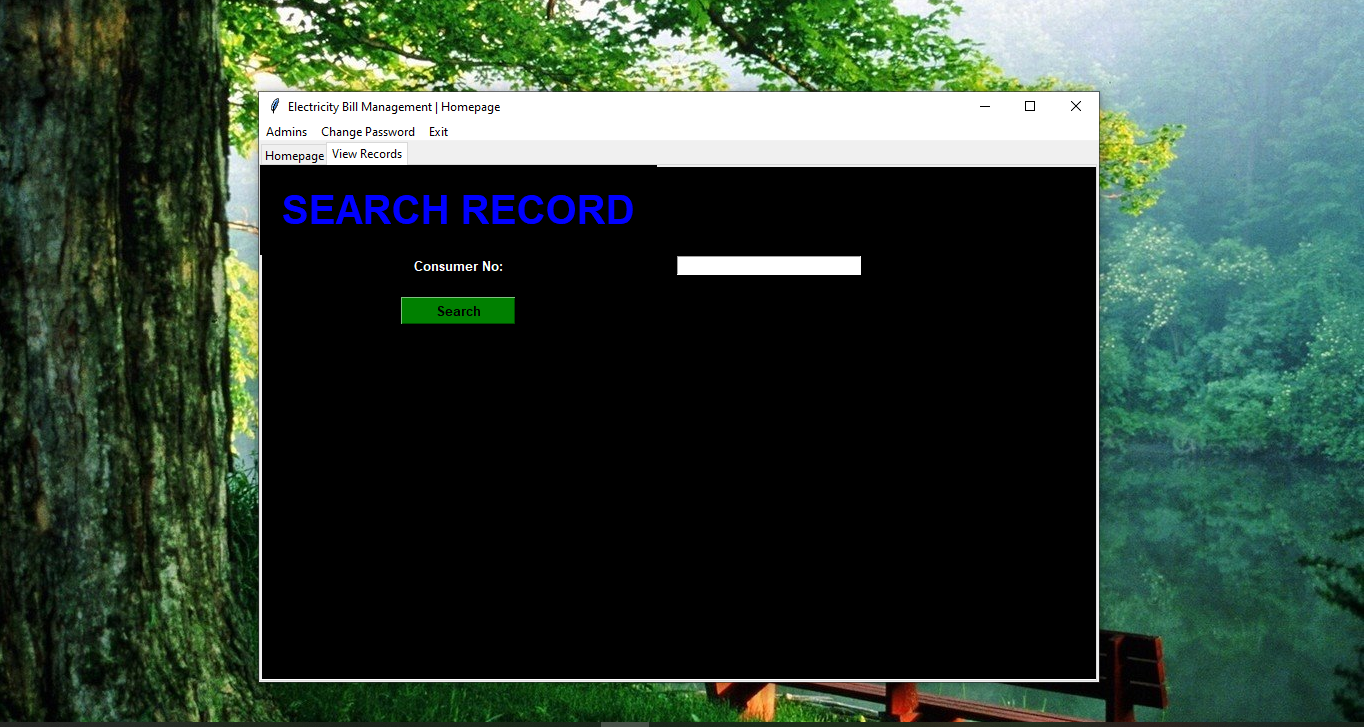 Electricity Bill Management | Homepage
Admins Change Password Exit
Homepage View Records
SEARCH RECORD
Consumer No:
Search